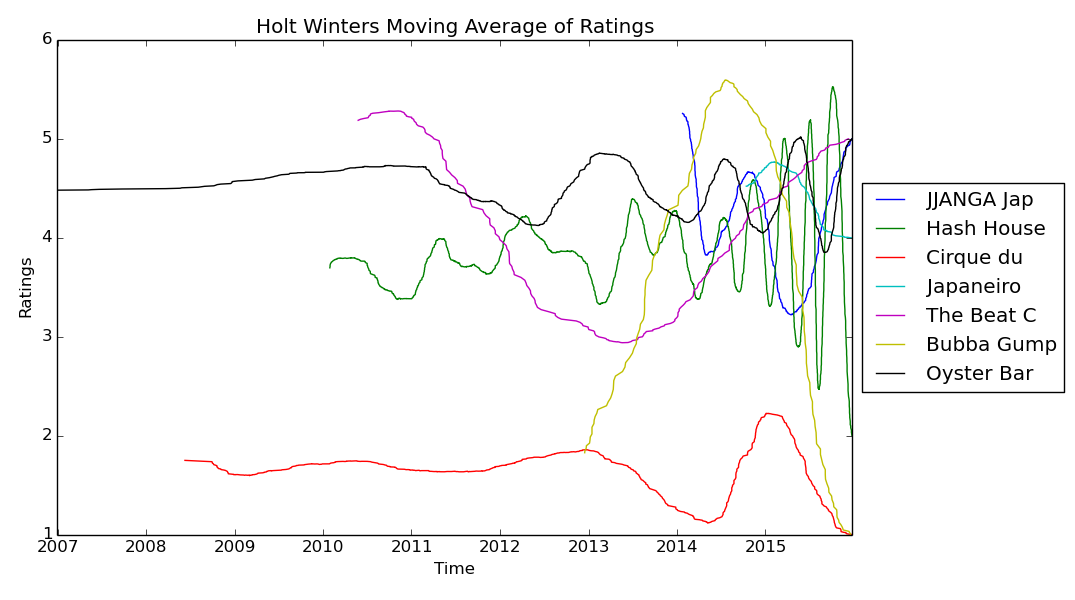 Holt Winters Moving Average of Ratings
6
5
4
3
2
1
Ratings
2007 2008 2009 2010 2011 2012 2013 2014 2015
Time
JJANGA Jap
Hash House
Cirque du
Japaneiro
The Beat C
Bubba Gump
Oyster Bar